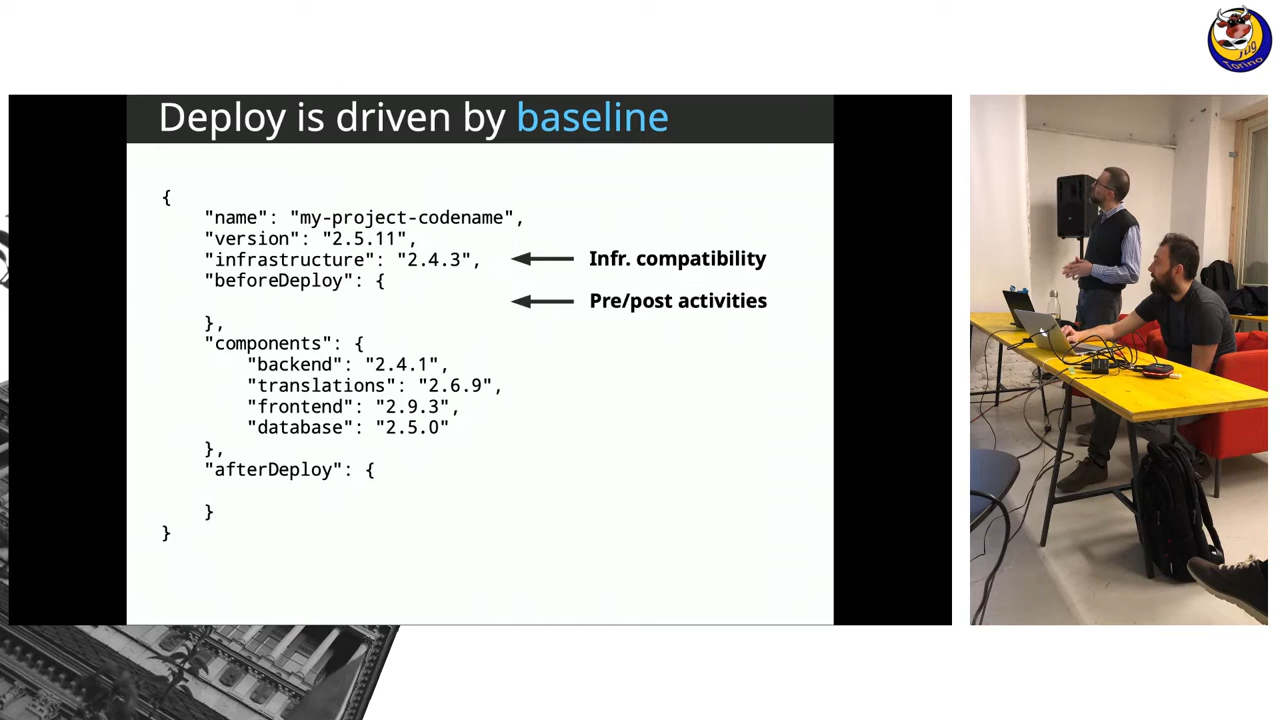 Jug
Torino
Deploy is driven by baseline
{
"name": "my-project-codename",
"version": "2.5.11",
"infrastructure": "2.4.3", Infr. compatibility
"beforeDeploy": { Pre/post activities
},
"components": {
"backend": "2.4.1",
"translations": "2.6.9",
"frontend": "2.9.3",
"database": "2.5.0"
},
"afterDeploy": {
}
}